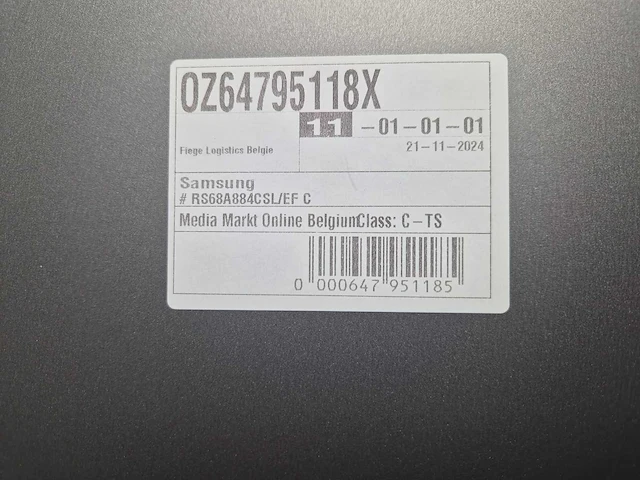 OZ64795118X
11 -01-01-01
Fiege Logistics Belgie 21-11-2024
Samsung
# RS68A884CSL/EF C
Media Markt Online BelgiumClass: C-TS
0 000647 951185